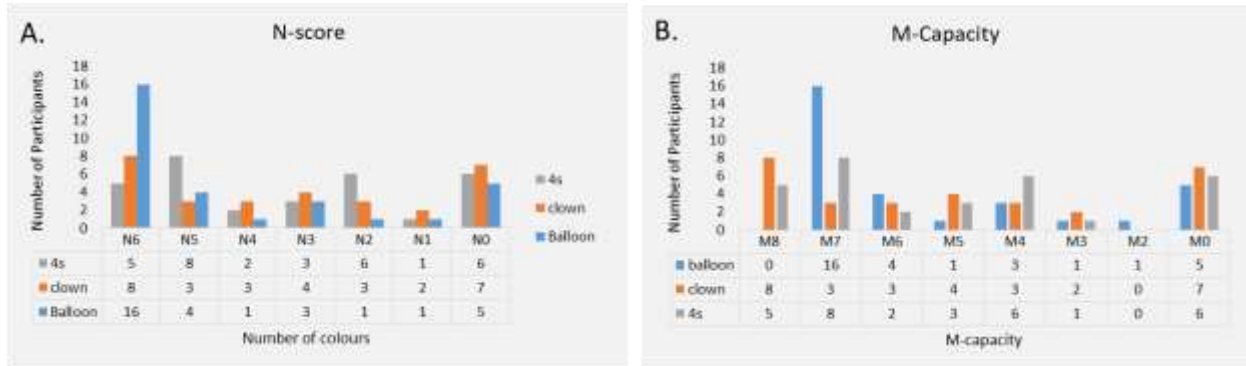 A.
N-score
Number of Participants
18
16
14
12
10
8
6
4
2
0
N6 N5 N4 N3 N2 N1 N0
4s 5 8 2 3 6 1 6
clown 8 3 3 4 3 2 7
Balloon 16 4 1 3 1 1 5
Number of colours
4s
clown
Balloon
B.
M-Capacity
Number of Participants
18
16
14
12
10
8
6
4
2
0
M8 M7 M6 M5 M4 M3 M2 M0
balloon 0 16 4 1 3 1 1 5
clown 8 3 3 4 3 2 0 7
4s 5 8 2 3 6 1 0 6
M-capacity